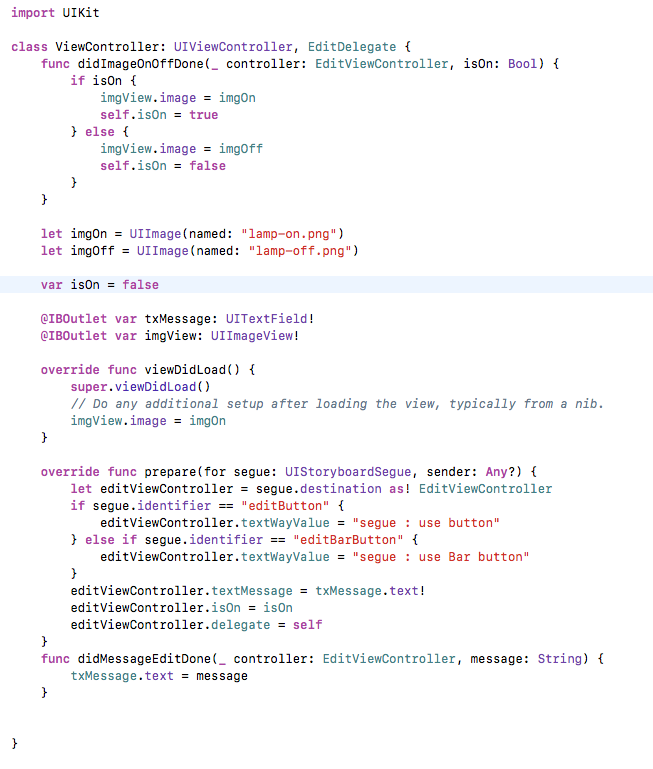 import UIKit

class ViewController: UIViewController, EditDelegate {
    func didImageOnOffDone(_ controller: EditViewController, isOn: Bool) {
        if isOn {
            imgView.image = imgOn
            self.isOn = true
        } else {
            imgView.image = imgOff
            self.isOn = false
        }
    }

    let imgOn = UIImage(named: "lamp-on.png")
    let imgOff = UIImage(named: "lamp-off.png")

    var isOn = false

    @IBOutlet var txMessage: UITextField!
    @IBOutlet var imgView: UIImageView!

    override func viewDidLoad() {
        super.viewDidLoad()
        // Do any additional setup after loading the view, typically from a nib.
        imgView.image = imgOn
    }

    override func prepare(for segue: UIStoryboardSegue, sender: Any?) {
        let editViewController = segue.destination as! EditViewController
        if segue.identifier == "editButton" {
            editViewController.textWayValue = "segue : use button"
        } else if segue.identifier == "editBarButton" {
            editViewController.textWayValue = "segue : use Bar button"
        }
        editViewController.textMessage = txMessage.text!
        editViewController.isOn = isOn
        editViewController.delegate = self
    }
    func didMessageEditDone(_ controller: EditViewController, message: String) {
        txMessage.text = message
    }


}